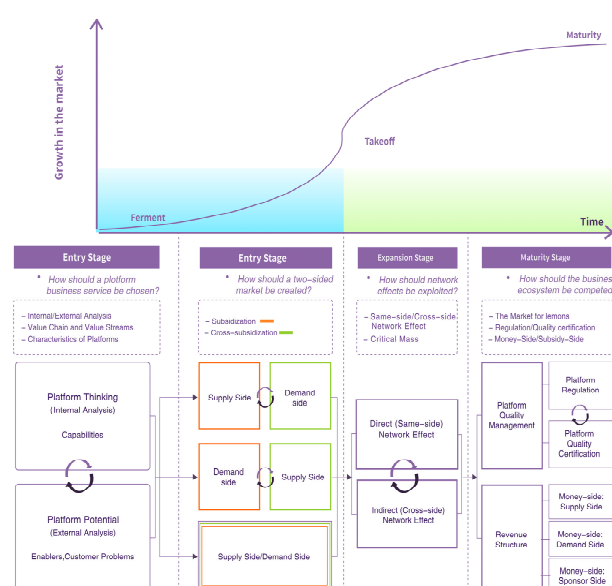 Maturity
Growth in the market
Takeoff
Ferment
Time
Entry Stage
Entry Stage
Expansion Stage
Maturity Stage
• How should a platform
business service be chosen?
• How should a two-sided
market be created?
• How should network
effects be exploited?
• How should the busines
ecosystem be competed
– Internal/External Analysis
– Value Chain and Value Streams
– Characteristics of Platforms
– Subsidization
– Cross-subsidization
– Same-side/Cross-side
Network Effect
– Critical Mass
– The Market for lemons
– Regulation/Quality certification
– Money-Side/Subsidy-Side
Platform Thinking
(Internal Analysis)
Capabilities
Platform Potential
(External Analysis)
Enablers,Customer Problems
Supply Side
Demand
side
Demand
side
Supply Side
Supply Side/Demand Side
Direct (Same-side)
Network Effect
Indirect (Cross-side)
Network Effect
Platform
Quality
Management
Platform
Regulation
Platform
Quality
Certification
Revenue
Structure
Money-side:
Supply Side
Money-side:
Demand Side
Money-side:
Sponsor Side